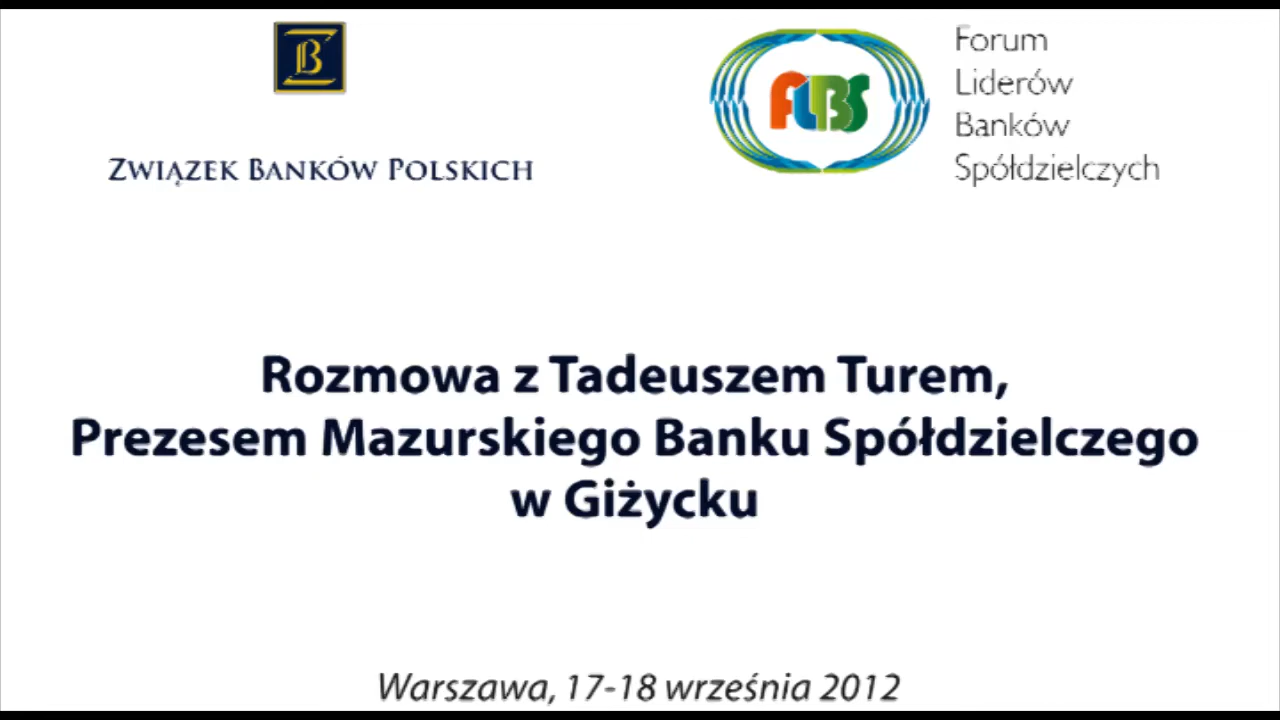 B
ZWIĄZEK BANKÓW POLSKICH
FLBS
Forum
Liderów
Banków
Spółdzielczych
Rozmowa z Tadeuszem Turem,
Prezesem Mazurskiego Banku Spółdzielczego
w Giżycku
Warszawa, 17-18 września 2012